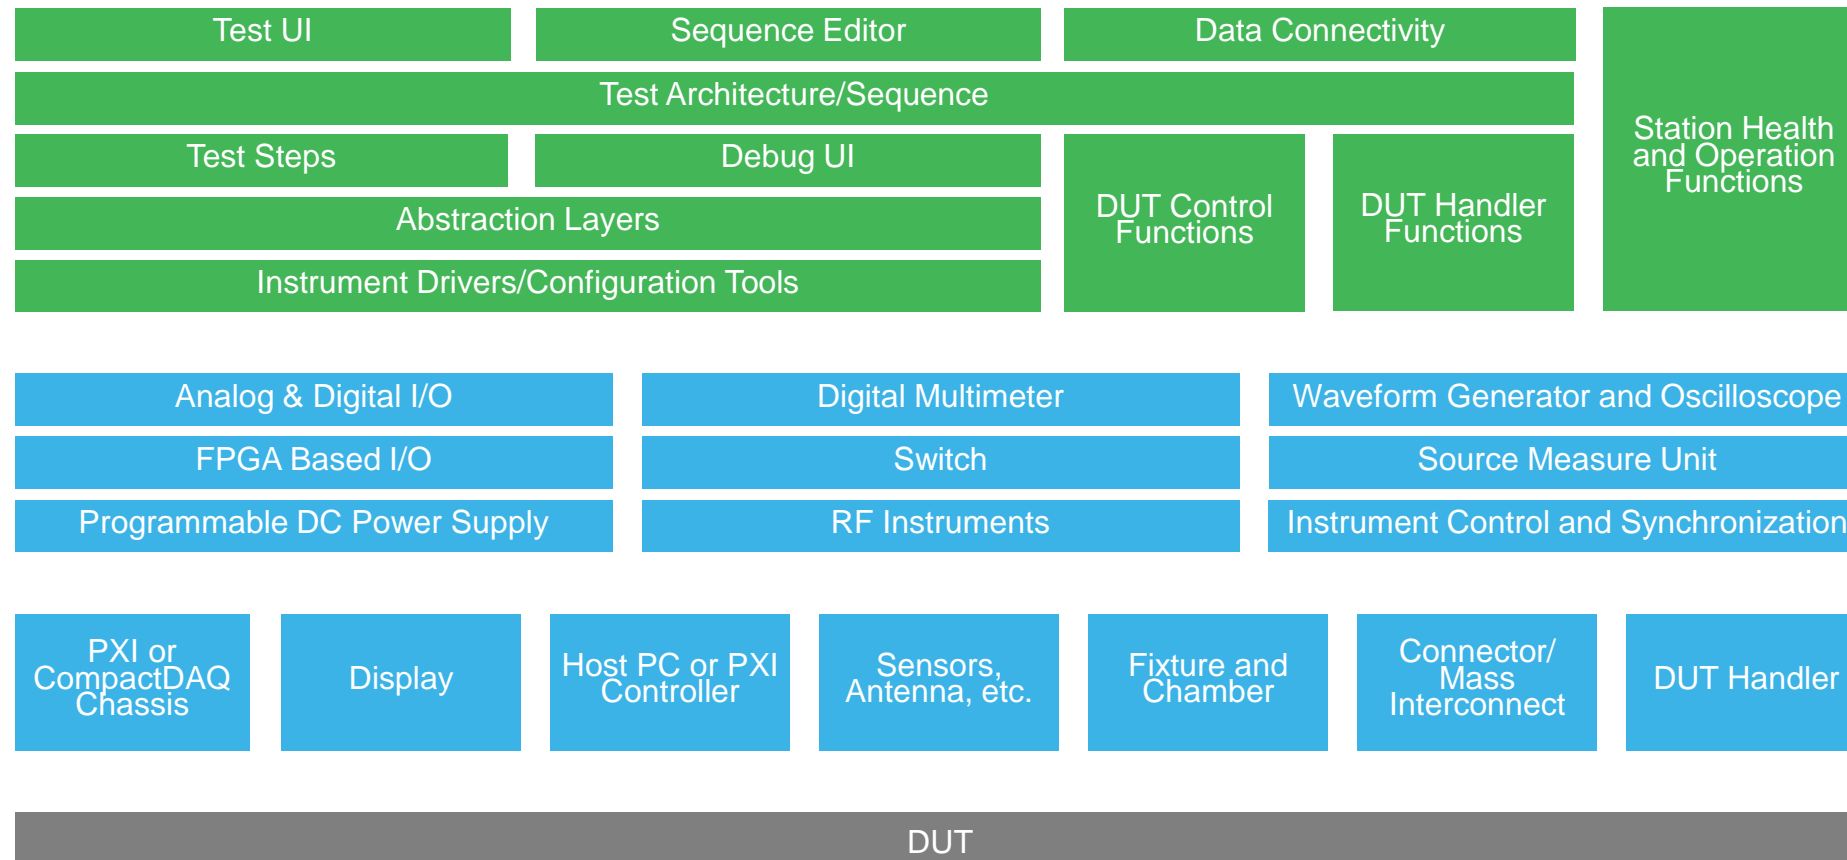 Test UI
Sequence Editor
Data Connectivity
Test Architecture/Sequence
Station Health
and Operation
Functions
Test Steps
Debug UI
DUT Control
Functions
DUT Handler
Functions
Abstraction Layers
Instrument Drivers/Configuration Tools
Analog & Digital I/O
Digital Multimeter
Waveform Generator and Oscilloscope
FPGA Based I/O
Switch
Source Measure Unit
Programmable DC Power Supply
RF Instruments
Instrument Control and Synchronization
PXI or
CompactDAQ
Chassis
Display
Host PC or PXI
Controller
Sensors,
Antenna, etc.
Fixture and
Chamber
Connector/
Mass
Interconnect
DUT Handler
DUT